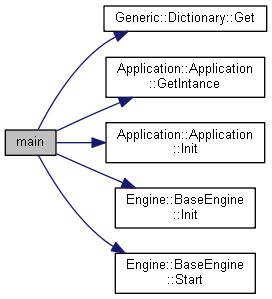 Generic::Dictionary::Get
Application::Application
::GetIntance
main
Application::Application
::Init
Engine::BaseEngine
::Init
Engine::BaseEngine
::Start